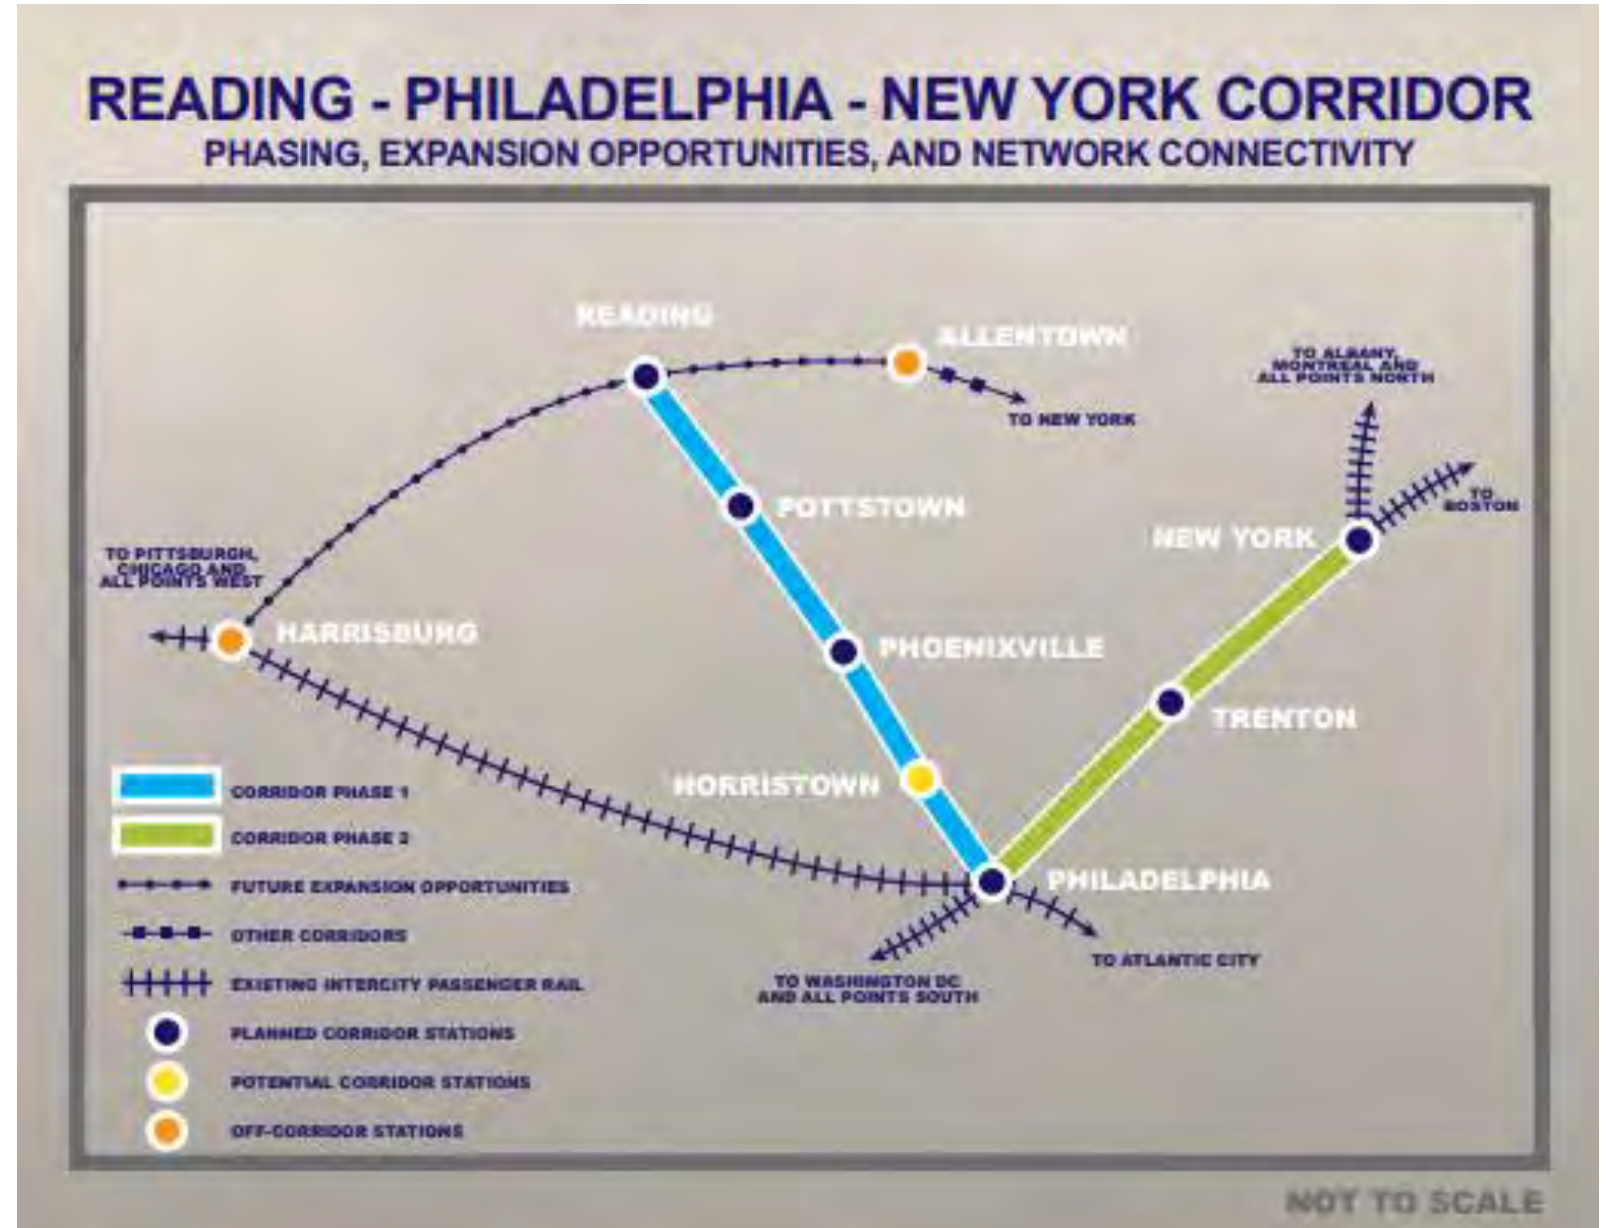 READING - PHILADELPHIA - NEW YORK CORRIDOR
PHASING, EXPANSION OPPORTUNITIES, AND NETWORK CONNECTIVITY
READING
ALLENTOWN
TO NEW YORK
TO ALBANY,
MONTREAL AND
ALL POINTS NORTH
TO
BOSTON
POTTSTOWN
NEW YORK
TO PITTSBURGH,
CHICAGO AND
ALL POINTS WEST
HARRISBURG
PHOENIXVILLE
TRENTON
NORRISTOWN
PHILADELPHIA
TO ATLANTIC CITY
TO WASHINGTON DC
AND ALL POINTS SOUTH
CORRIDOR PHASE 1
CORRIDOR PHASE 2
FUTURE EXPANSION OPPORTUNITIES
OTHER CORRIDORS
EXISTING INTERCITY PASSENGER RAIL
PLANNED CORRIDOR STATIONS
POTENTIAL CORRIDOR STATIONS
OFF-CORRIDOR STATIONS
NOT TO SCALE